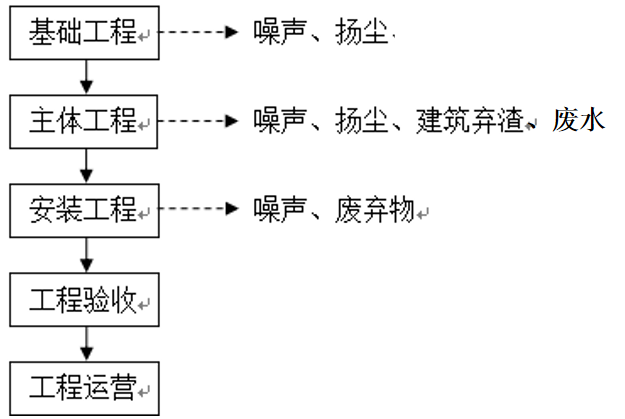 基础工程 噪声、扬尘
主体工程 噪声、扬尘、建筑弃渣、废水
安装工程 噪声、废弃物
工程验收
工程运营